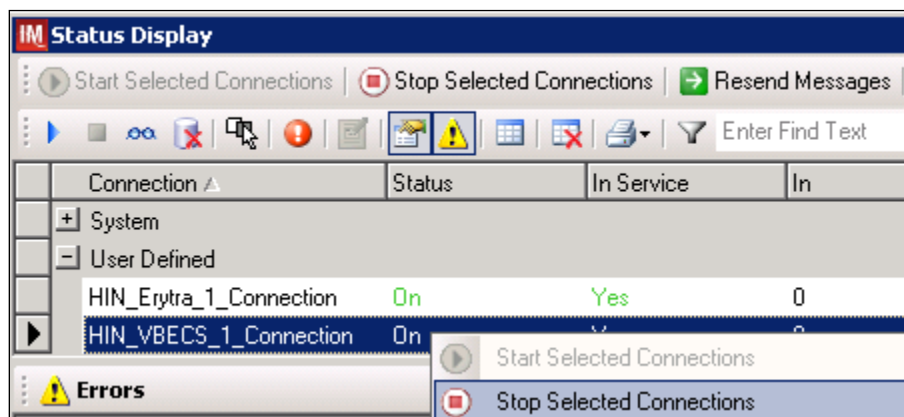 IM Status Display
Start Selected Connections Stop Selected Connections Resend Messages
Enter Find Text
Connection Status In Service In
System
User Defined
HIN_Erytra_1_Connection On Yes 0
HIN_VBECS_1_Connection On
Start Selected Connections
Errors
Stop Selected Connections